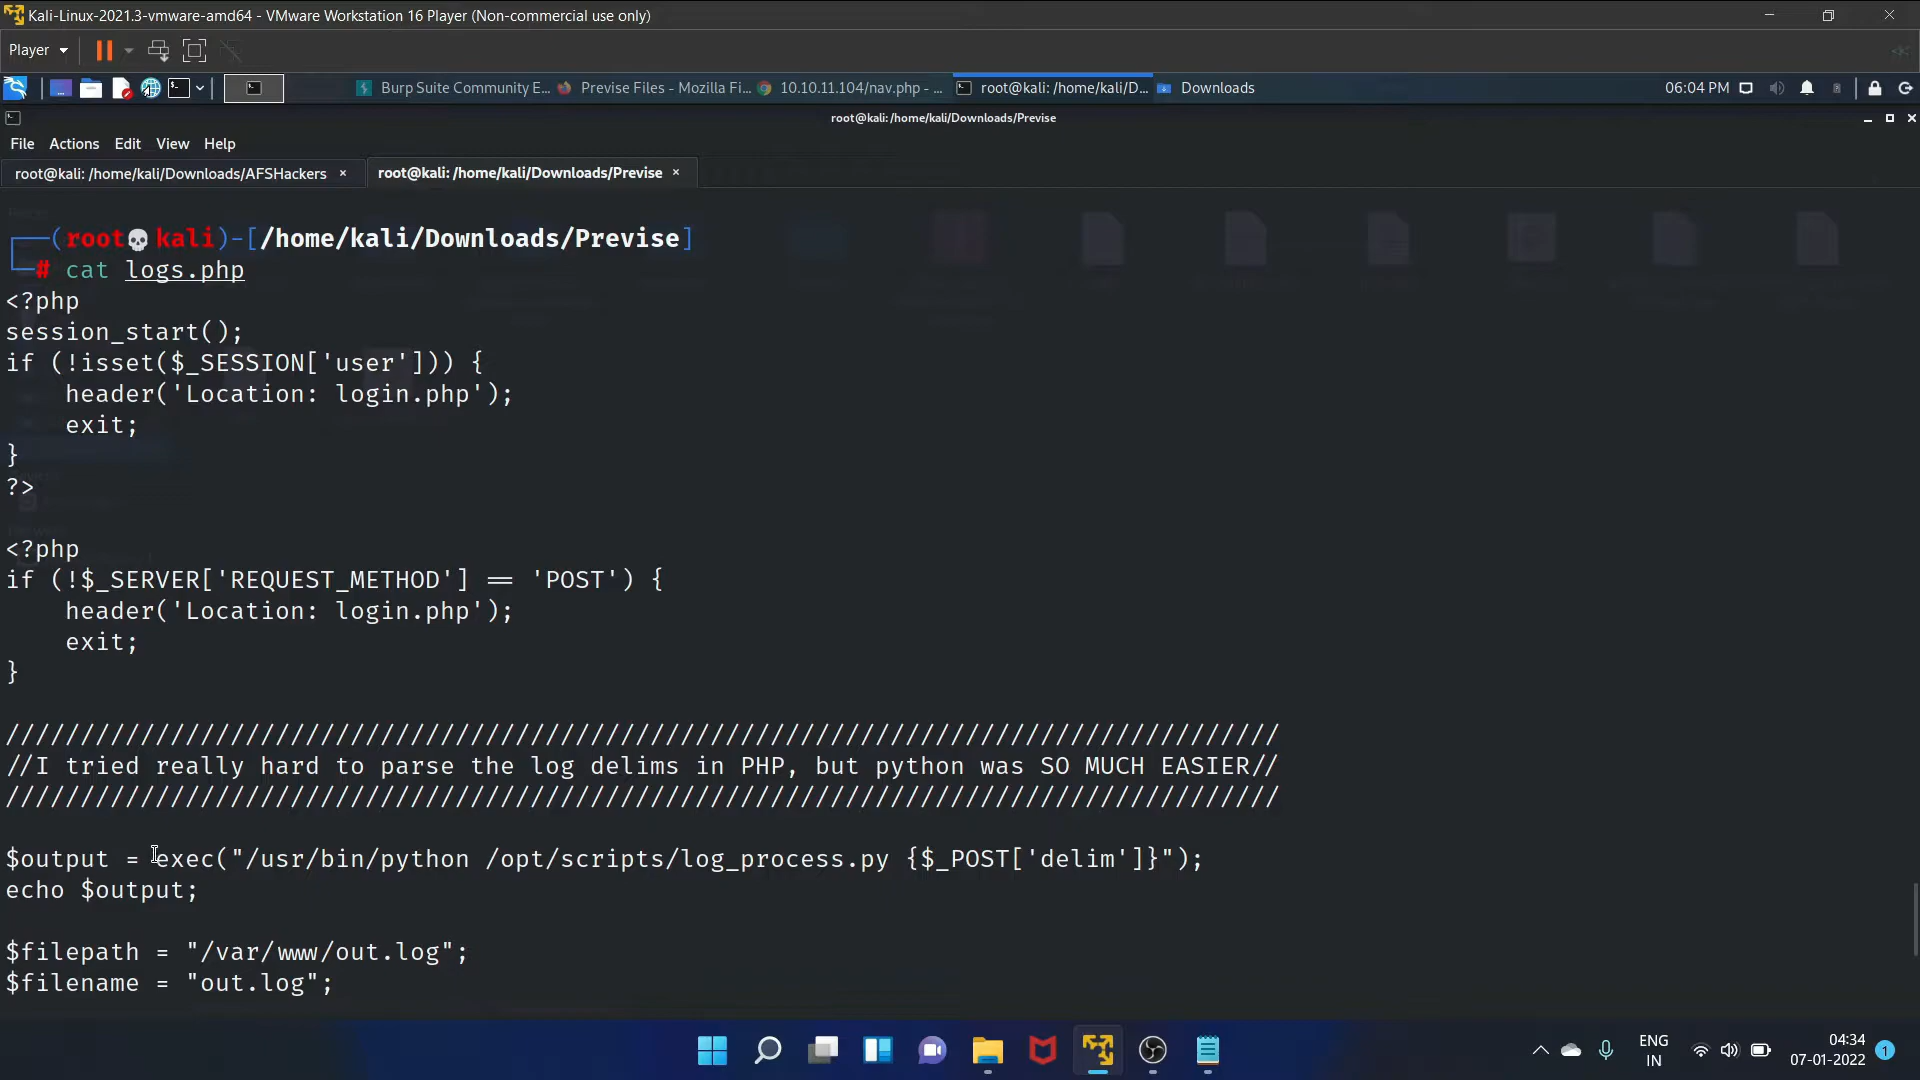 Kali-Linux-2021.3-vmware-amd64 - VMware Workstation 16 Player (Non-commercial use only)
Player
Burp Suite Community E...
Previse Files - Mozilla Fi...
10.10.11.104/nav.php - ...
root@kali: /home/kali/D...
Downloads
06:04 PM
root@kali: /home/kali/Downloads/Previse
File Actions Edit View Help
root@kali: /home/kali/Downloads/AFSHackers ×
root@kali: /home/kali/Downloads/Previse ×
(root💀kali)-[/home/kali/Downloads/Previse]
# cat logs.php
<?php
session_start();
if (!isset($_SESSION['user'])) {
    header('Location: login.php');
    exit;
}
?>
<?php
if (!$_SERVER['REQUEST_METHOD'] == 'POST') {
    header('Location: login.php');
    exit;
}
/////////////////////////////////////////////////////////////////////////////////////
//I tried really hard to parse the log delims in PHP, but python was SO MUCH EASIER//
/////////////////////////////////////////////////////////////////////////////////////
$output = exec("/usr/bin/python /opt/scripts/log_process.py {$_POST['delim']}");
echo $output;
$filepath = "/var/www/out.log";
$filename = "out.log";
ENG
IN
04:34
07-01-2022
1